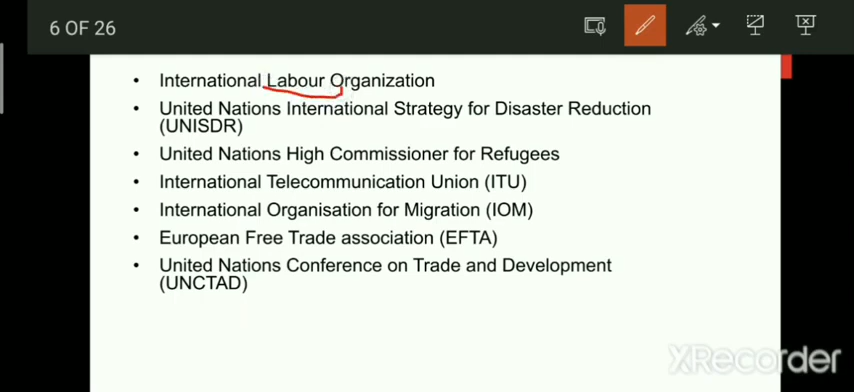 6 OF 26
• International Labour Organization
• United Nations International Strategy for Disaster Reduction
(UNISDR)
• United Nations High Commissioner for Refugees
• International Telecommunication Union (ITU)
• International Organisation for Migration (IOM)
• European Free Trade association (EFTA)
• United Nations Conference on Trade and Development
(UNCTAD)
XRecorder